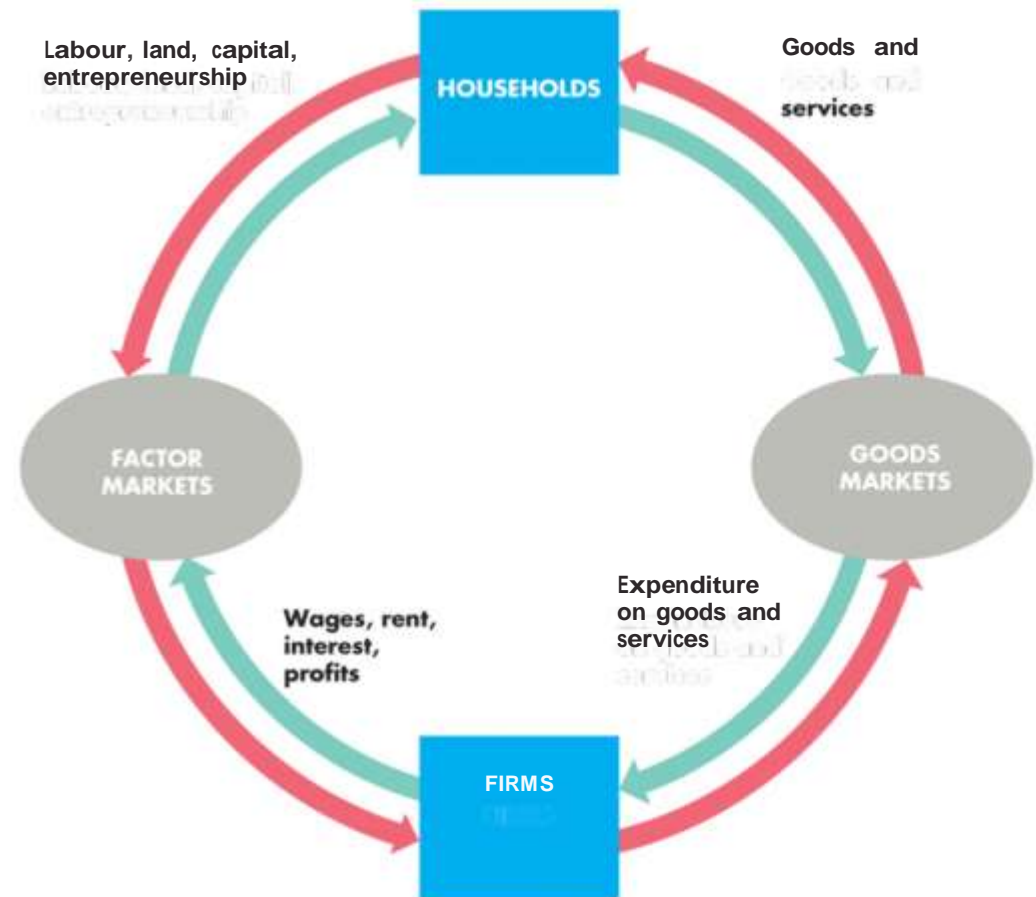 Labour, land, capital,
entrepreneurship
HOUSEHOLDS
Goods and
services
FACTOR
MARKETS
GOODS
MARKETS
Wages, rent,
interest,
profits
Expenditure
on goods and
services
FIRMS